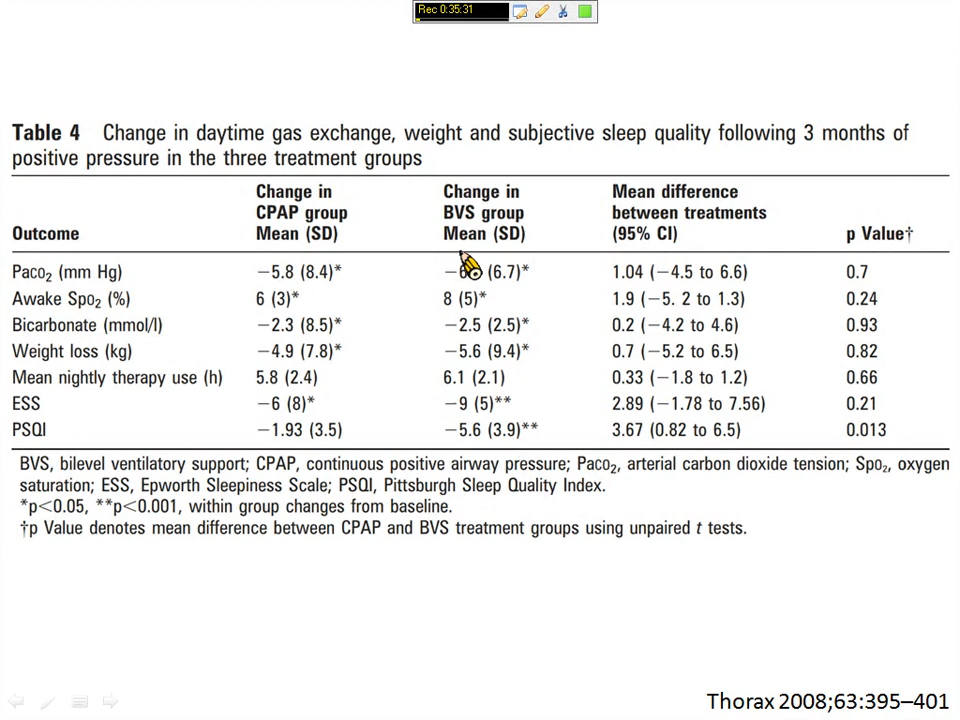 Rec 0:35:31
Table 4 Change in daytime gas exchange, weight and subjective sleep quality following 3 months of
positive pressure in the three treatment groups
Outcome Change in CPAP group Mean (SD) Change in BVS group Mean (SD) Mean difference between treatments (95% CI) p Value†
Paco₂ (mm Hg) −5.8 (8.4)* (6.7)* 1.04 (−4.5 to 6.6) 0.7
Awake Spo₂ (%) 6 (3)* 8 (5)* 1.9 (−5. 2 to 1.3) 0.24
Bicarbonate (mmol/l) −2.3 (8.5)* −2.5 (2.5)* 0.2 (−4.2 to 4.6) 0.93
Weight loss (kg) −4.9 (7.8)* −5.6 (9.4)* 0.7 (−5.2 to 6.5) 0.82
Mean nightly therapy use (h) 5.8 (2.4) 6.1 (2.1) 0.33 (−1.8 to 1.2) 0.66
ESS −6 (8)* −9 (5)** 2.89 (−1.78 to 7.56) 0.21
PSQI −1.93 (3.5) −5.6 (3.9)** 3.67 (0.82 to 6.5) 0.013
BVS, bilevel ventilatory support; CPAP, continuous positive airway pressure; Paco₂, arterial carbon dioxide tension; Spo₂, oxygen
saturation; ESS, Epworth Sleepiness Scale; PSQI, Pittsburgh Sleep Quality Index.
*p<0.05, **p<0.001, within group changes from baseline.
†p Value denotes mean difference between CPAP and BVS treatment groups using unpaired t tests.
Thorax 2008;63:395–401